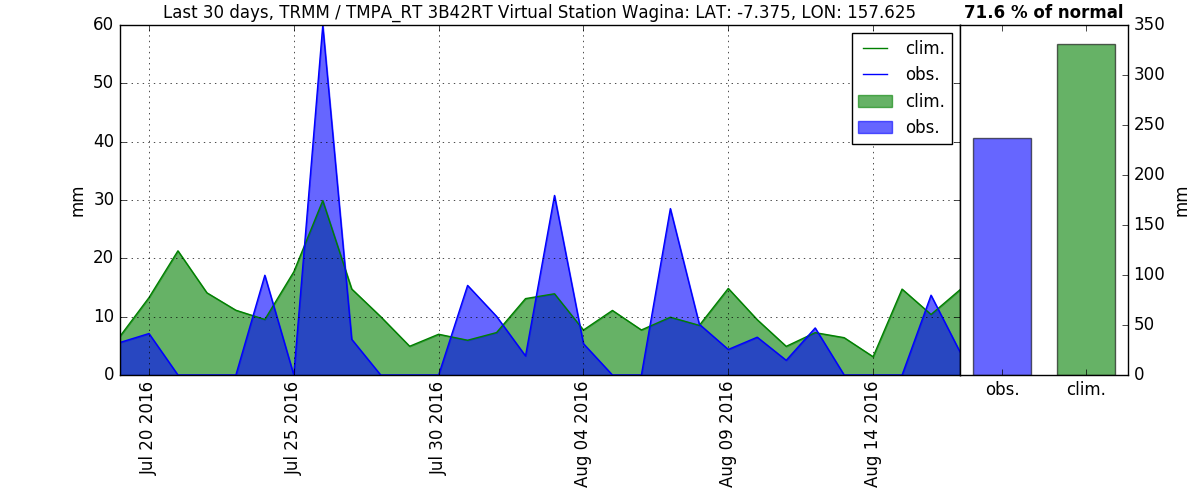 Last 30 days, TRMM / TMPA_RT 3B42RT Virtual Station Wagina: LAT: -7.375, LON: 157.625
71.6 % of normal
60
50
40
30
20
10
0
mm
clim.
obs.
clim.
obs.
Jul 20 2016
Jul 25 2016
Jul 30 2016
Aug 04 2016
Aug 09 2016
Aug 14 2016
350
300
250
200
150
100
50
0
mm
obs.
clim.